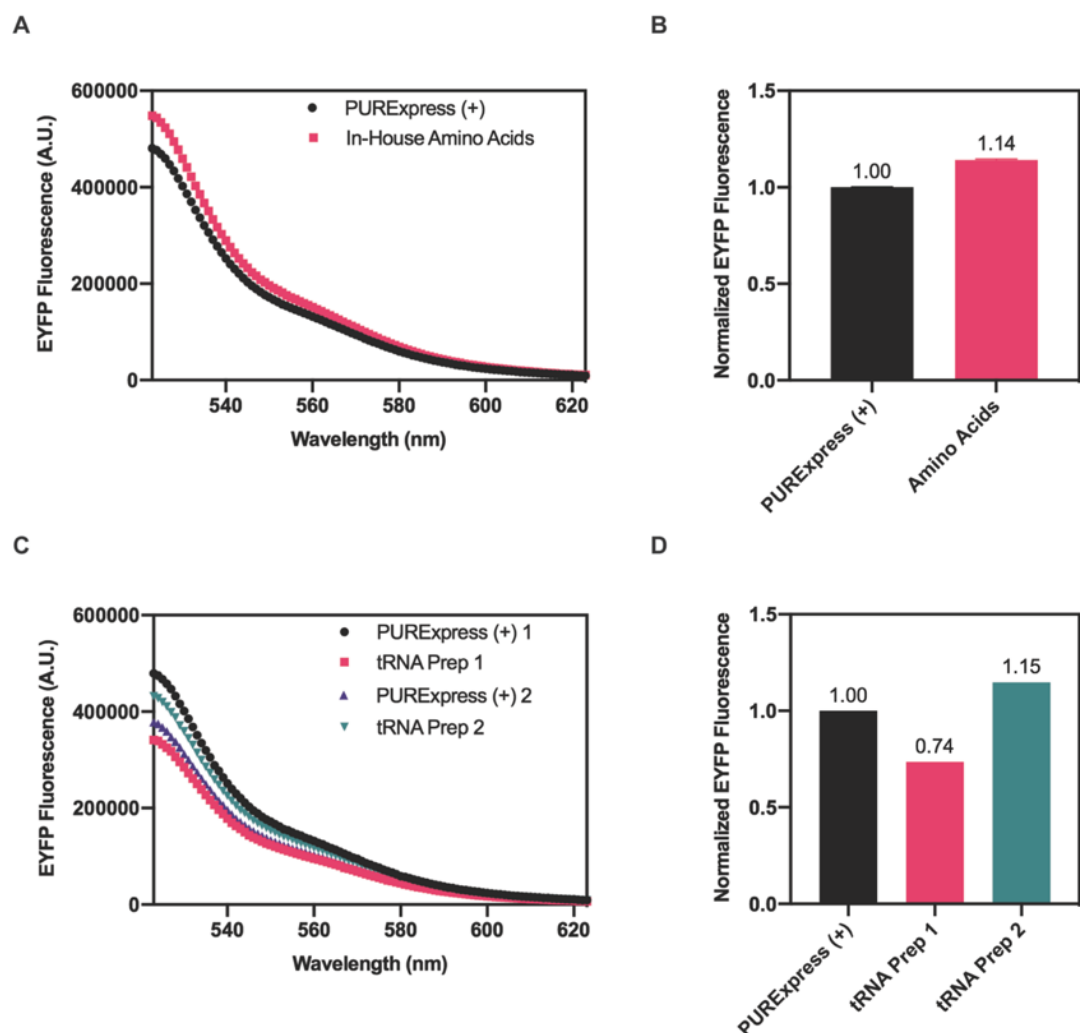 A
600000
400000
200000
0
EYFP Fluorescence (A.U.)
PURExpress (+)
In-House Amino Acids
540 560 580 600 620
Wavelength (nm)
B
1.5
1.0
0.5
0.0
Normalized EYFP Fluorescence
1.00
1.14
PURExpress (+)
Amino Acids
C
600000
400000
200000
0
EYFP Fluorescence (A.U.)
PURExpress (+) 1
tRNA Prep 1
PURExpress (+) 2
tRNA Prep 2
540 560 580 600 620
Wavelength (nm)
D
1.5
1.0
0.5
0.0
Normalized EYFP Fluorescence
1.00
0.74
1.15
PURExpress (+)
tRNA Prep 1
tRNA Prep 2